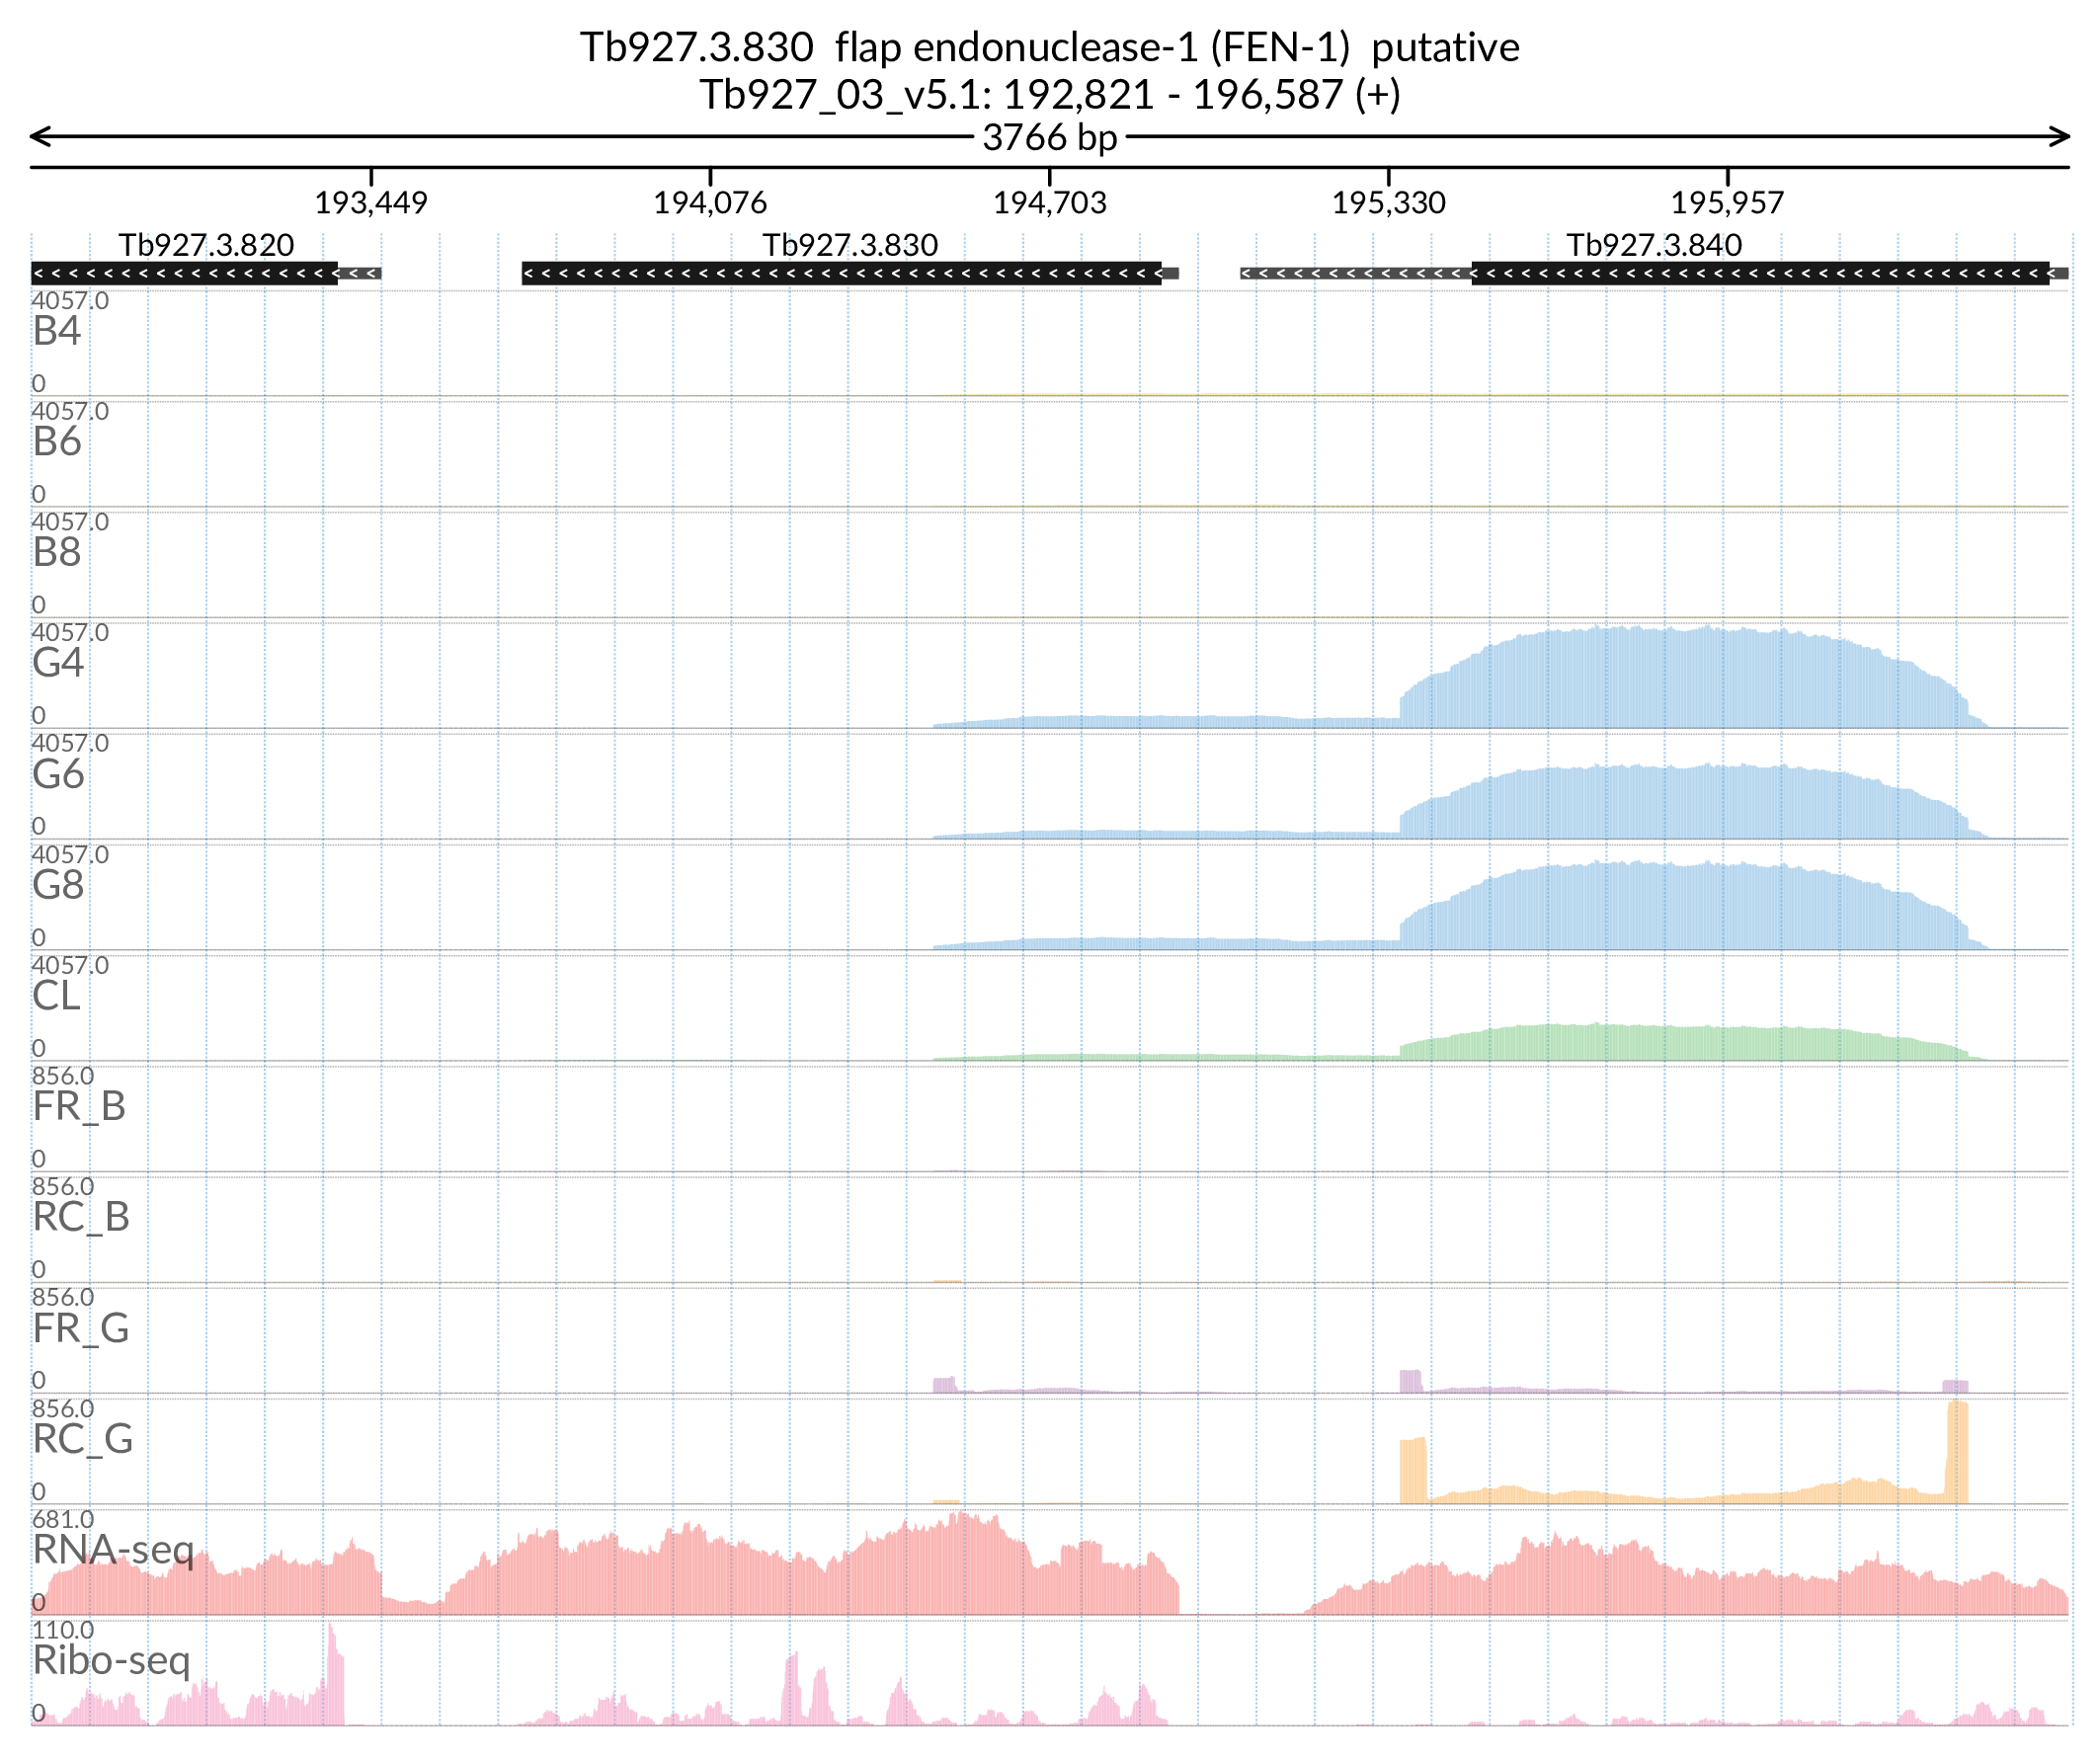 Tb927.3.830 flap endonuclease-1 (FEN-1) putative
Tb927_03_v5.1: 192,821 - 196,587 (+)
3766 bp
193,449 194,076 194,703 195,330 195,957
Tb927.3.820 Tb927.3.830 Tb927.3.840
4057.0
B4
0
4057.0
B6
0
4057.0
B8
0
4057.0
G4
0
4057.0
G6
0
4057.0
G8
0
4057.0
CL
0
856.0
FR_B
0
856.0
RC_B
0
856.0
FR_G
0
856.0
RC_G
0
681.0
RNA-seq
0
110.0
Ribo-seq
0